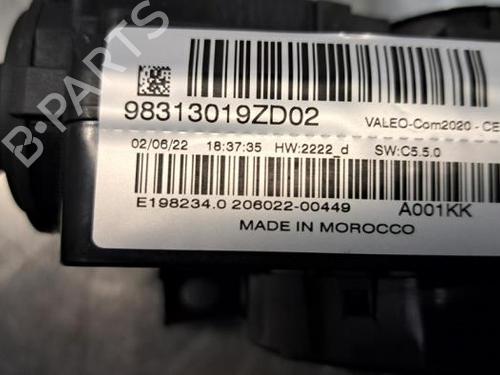 B-PARTS
98313019ZD02
VALEO-Com2020 - CE
02/06/22 18:37:35 HW:2222_d SW:C5.5.0
E198234.0 206022-00449 A001KK
MADE IN MOROCCO